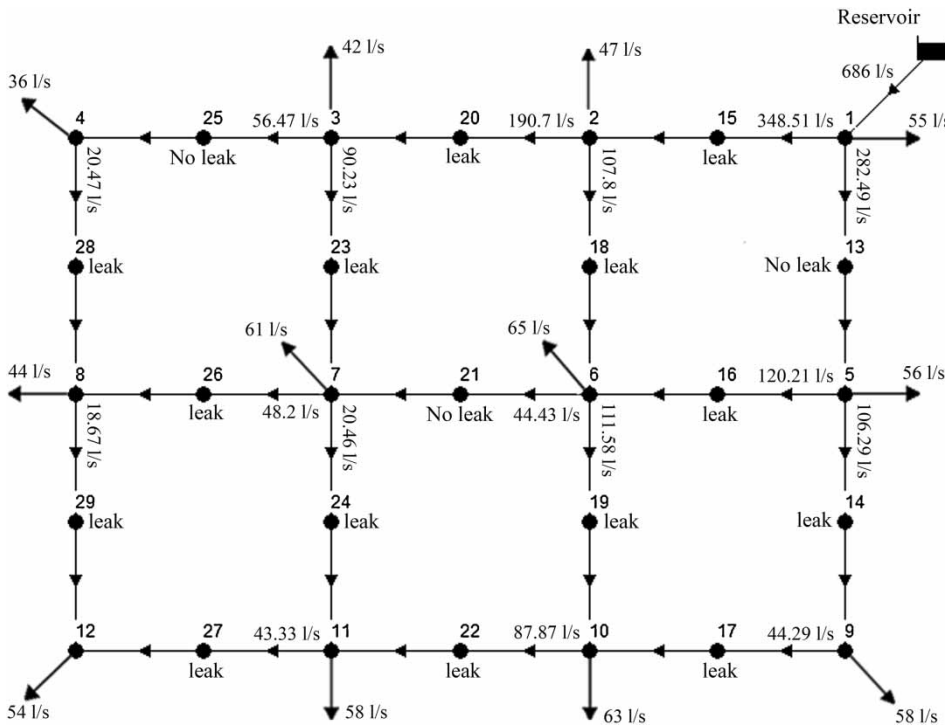 Reservoir
42 l/s
47 l/s
686 l/s
36 l/s
4
25
56.47 l/s
3
20
190.7 l/s
2
15
348.51 l/s
1
55 l/s
No leak
leak
leak
20.47 l/s
90.23 l/s
107.8 l/s
282.49 l/s
28
leak
23
leak
18
leak
13
No leak
61 l/s
65 l/s
44 l/s
8
26
7
21
6
16
120.21 l/s
5
56 l/s
leak
48.2 l/s
No leak
44.43 l/s
leak
18.67 l/s
20.46 l/s
111.58 l/s
106.29 l/s
29
leak
24
leak
19
leak
14
leak
12
27
43.33 l/s
11
22
87.87 l/s
10
17
44.29 l/s
9
leak
leak
leak
54 l/s
58 l/s
63 l/s
58 l/s